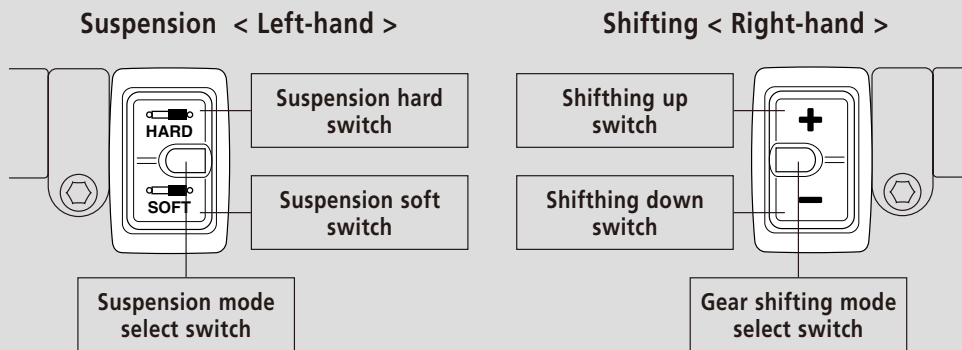 Suspension < Left-hand >
HARD
SOFT
Suspension hard
switch
Suspension soft
switch
Suspension mode
select switch
Shifting < Right-hand >
Shifthing up
switch
Shifthing down
switch
+
−
Gear shifting mode
select switch